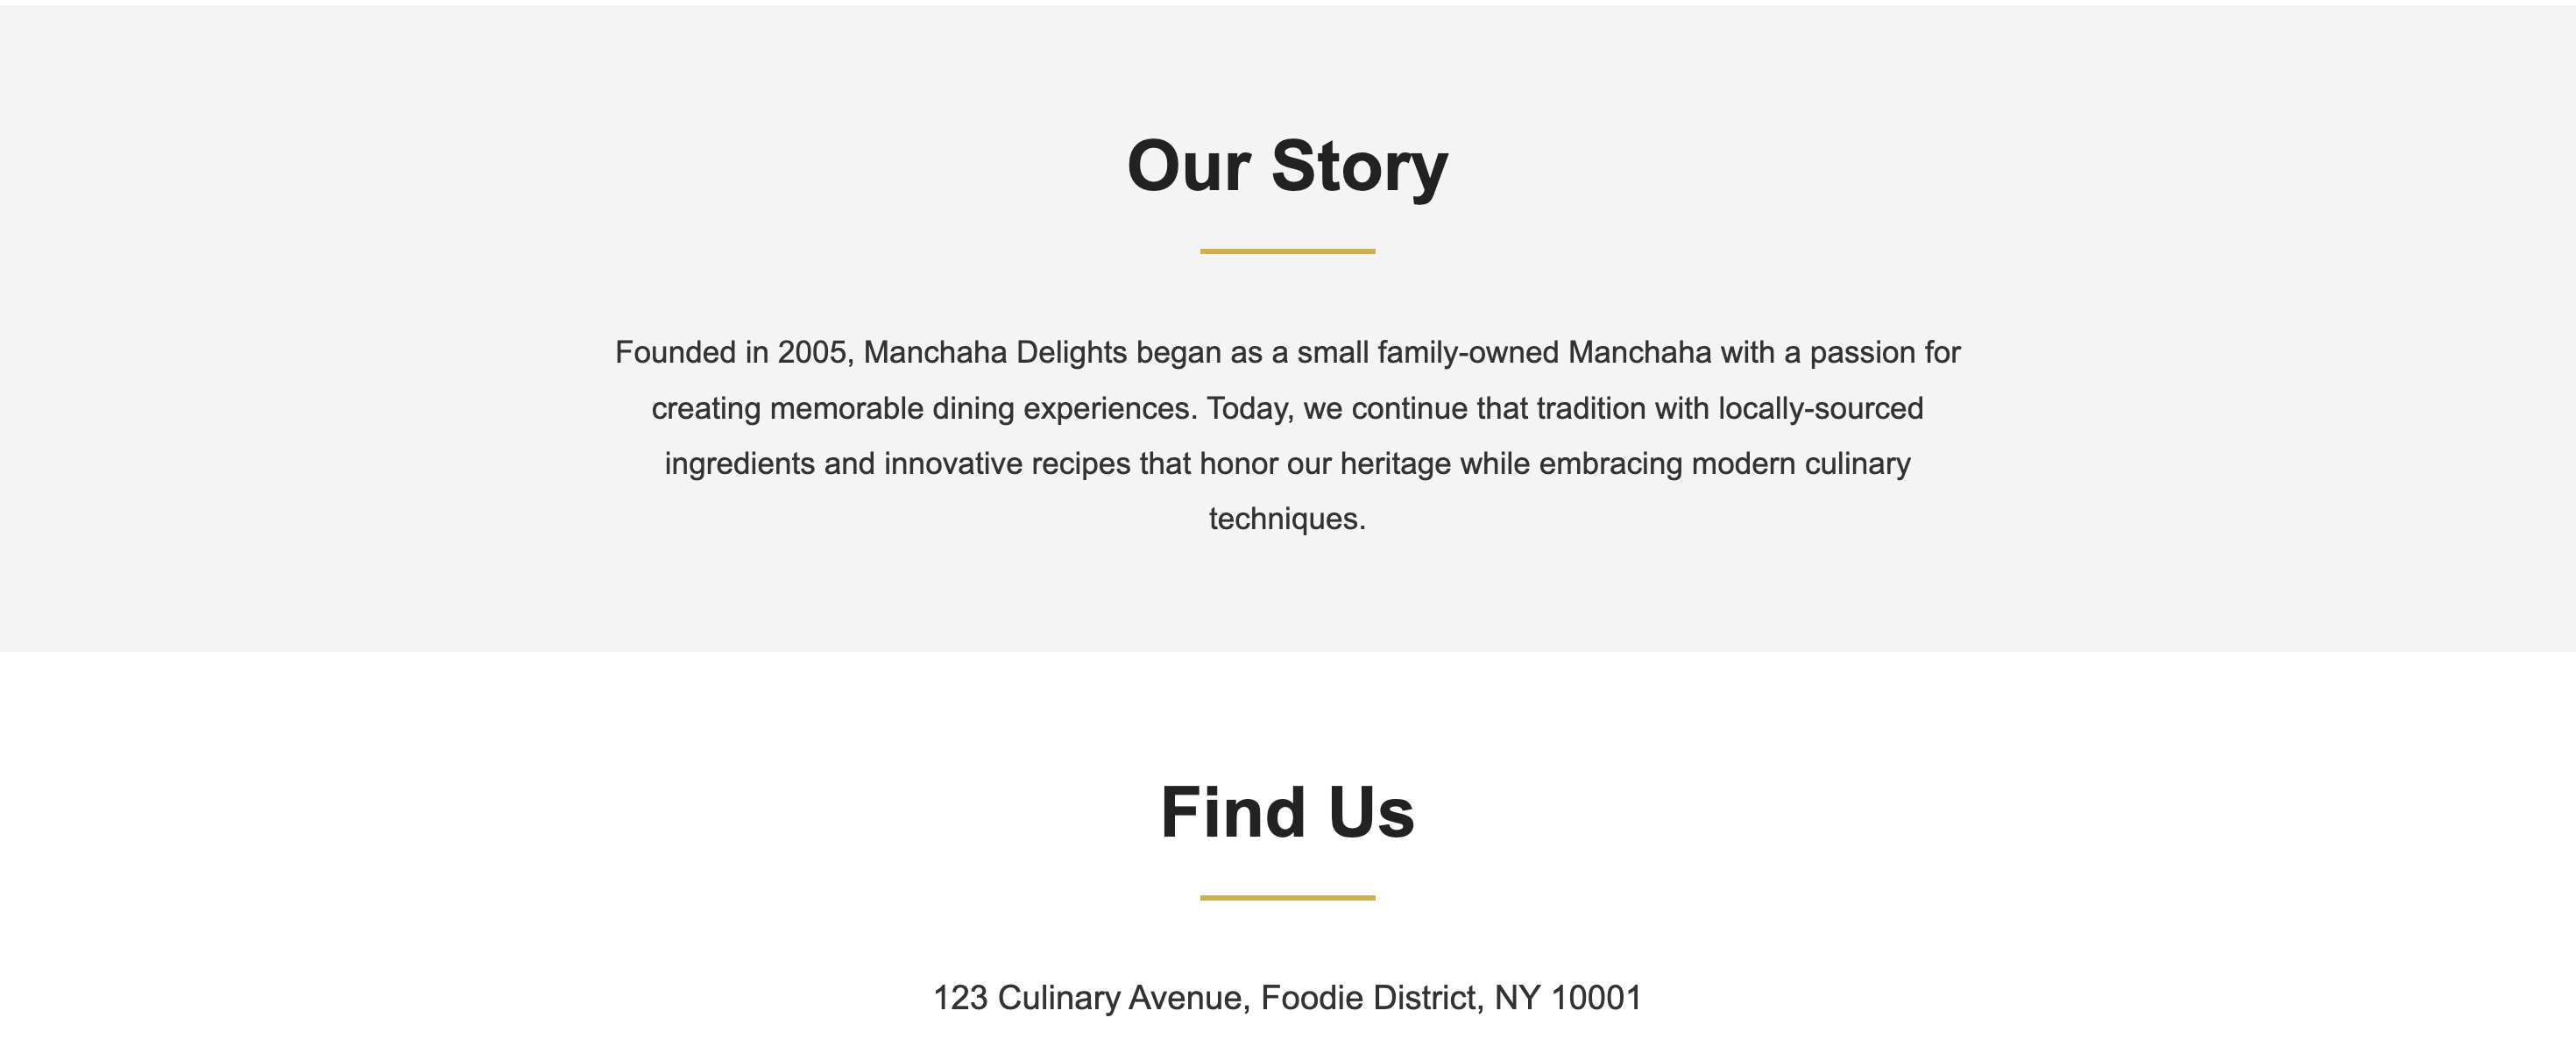 Our Story
Founded in 2005, Manchaha Delights began as a small family-owned Manchaha with a passion for
creating memorable dining experiences. Today, we continue that tradition with locally-sourced
ingredients and innovative recipes that honor our heritage while embracing modern culinary
techniques.
Find Us
123 Culinary Avenue, Foodie District, NY 10001